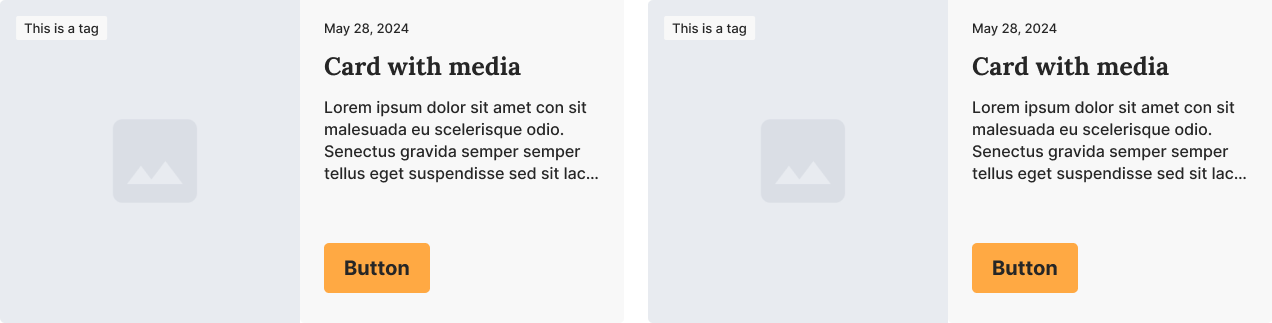 This is a tag
May 28, 2024
Card with media
Lorem ipsum dolor sit amet con sit
malesuada eu scelerisque odio.
Senectus gravida semper semper
tellus eget suspendisse sed sit lac...
Button
This is a tag
May 28, 2024
Card with media
Lorem ipsum dolor sit amet con sit
malesuada eu scelerisque odio.
Senectus gravida semper semper
tellus eget suspendisse sed sit lac...
Button